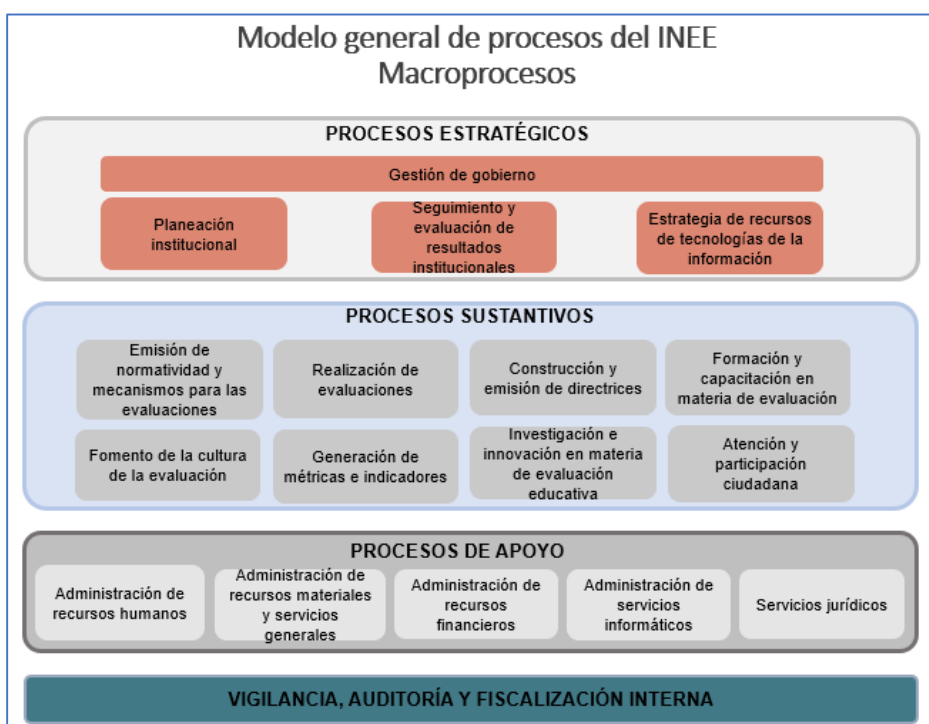 Modelo general de procesos del INEE
Macroprocesos
PROCESOS ESTRATÉGICOS
Gestión de gobierno
Planeación
institucional
Seguimiento y
evaluación de
resultados
institucionales
Estrategia de recursos
de tecnologías de la
información
PROCESOS SUSTANTIVOS
Emisión de
normatividad y
mecanismos para las
evaluaciones
Realización de
evaluaciones
Construcción y
emisión de directrices
Formación y
capacitación en
materia de evaluación
Fomento de la cultura
de la evaluación
Generación de
métricas e indicadores
Investigación e
innovación en materia
de evaluación
educativa
Atención y
participación
ciudadana
PROCESOS DE APOYO
Administración de
recursos humanos
Administración de
recursos materiales
y servicios
generales
Administración de
recursos
financieros
Administración de
servicios
informáticos
Servicios jurídicos
VIGILANCIA, AUDITORÍA Y FISCALIZACIÓN INTERNA